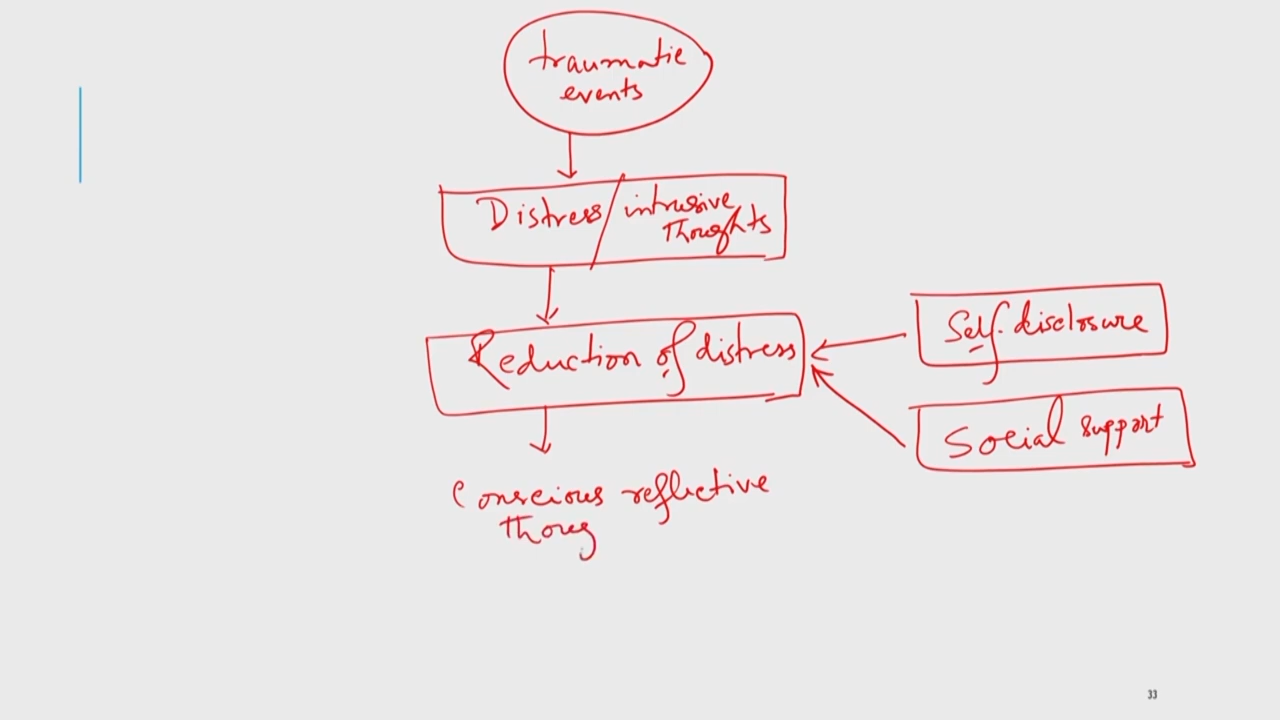 traumatic
events
Distress/intrusive
Thoughts
Reduction of distress
Self-disclosure
Social support
Conscious reflective
thoug
33